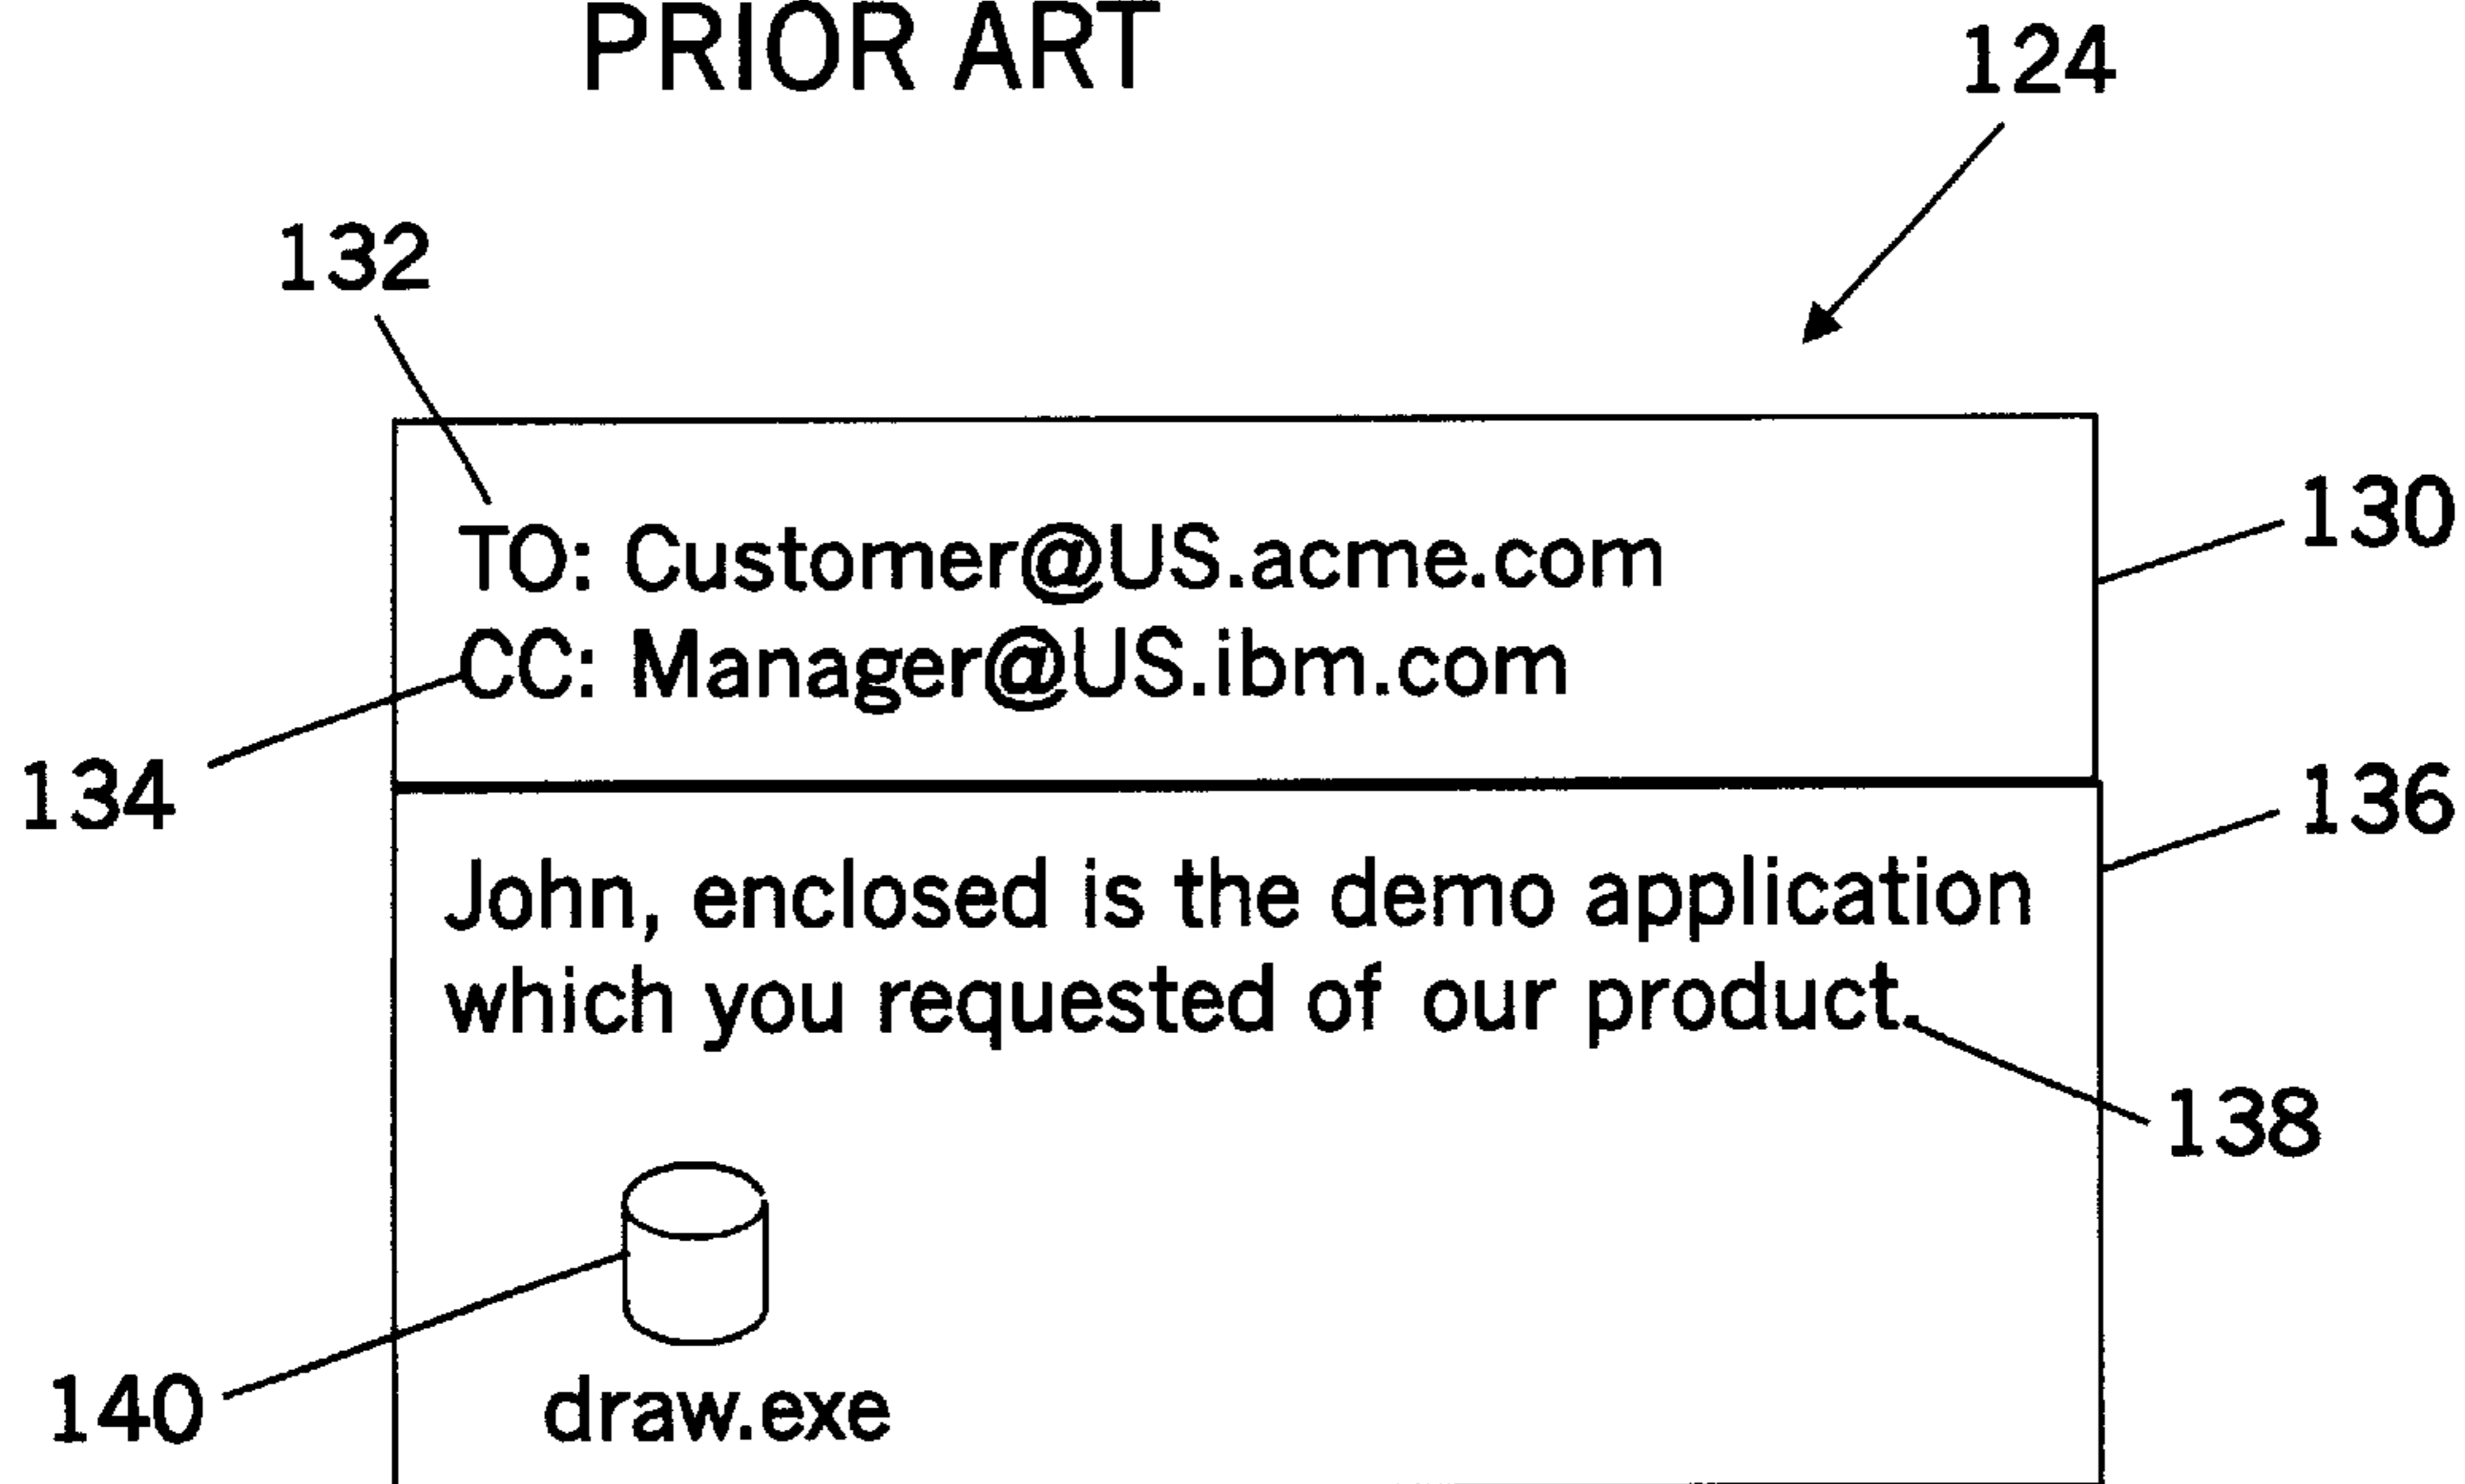 PRIOR ART
124
132
TO: Customer@US.acme.com
130
CC: Manager@US.ibm.com
134
136
John, enclosed is the demo application
which you requested of our product.
138
140
draw.exe